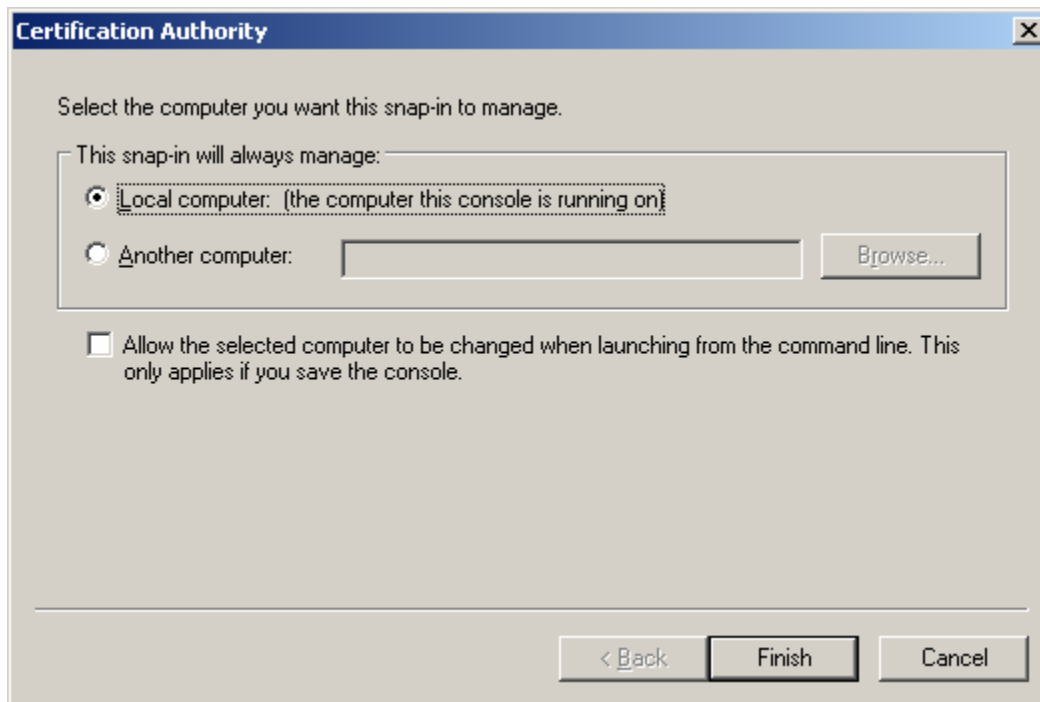 Certification Authority
Select the computer you want this snap-in to manage.
This snap-in will always manage:
Local computer:  (the computer this console is running on)
Another computer:
Browse...
Allow the selected computer to be changed when launching from the command line. This
only applies if you save the console.
< Back
Finish
Cancel